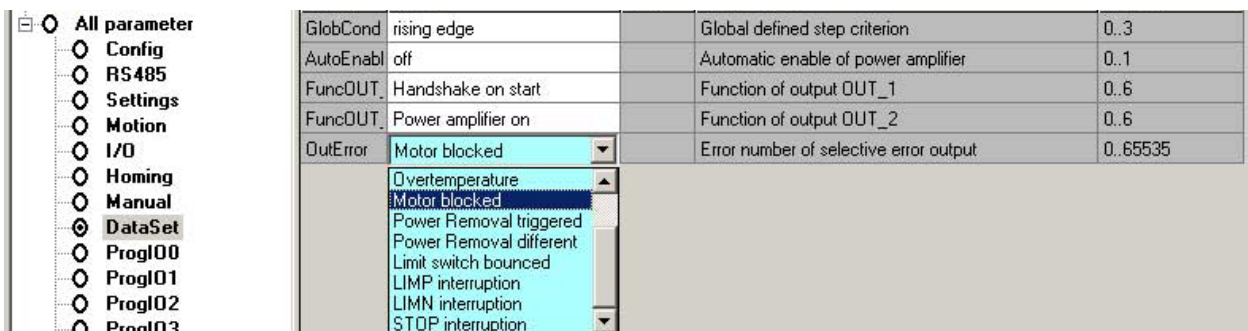 All parameter
Config
RS485
Settings
Motion
I/O
Homing
Manual
DataSet
ProgIO0
ProgIO1
ProgIO2
ProgIO3
GlobCond rising edge Global defined step criterion 0..3
AutoEnabl off Automatic enable of power amplifier 0..1
FuncOUT_ Handshake on start Function of output OUT_1 0..6
FuncOUT_ Power amplifier on Function of output OUT_2 0..6
OutError Motor blocked Error number of selective error output 0..65535
Overtemperature
Motor blocked
Power Removal triggered
Power Removal different
Limit switch bounced
LIMP interruption
LIMN interruption
STOP interruption